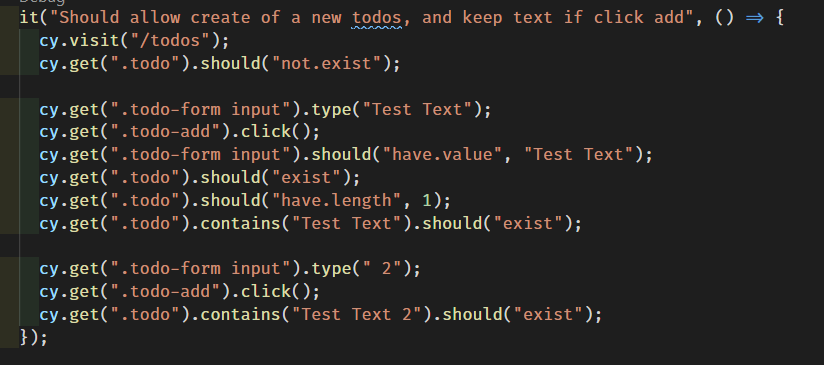 Debug
it("Should allow create of a new todos, and keep text if click add", () => {
cy.visit("/todos");
cy.get(".todo").should("not.exist");
cy.get(".todo-form input").type("Test Text");
cy.get(".todo-add").click();
cy.get(".todo-form input").should("have.value", "Test Text");
cy.get(".todo").should("exist");
cy.get(".todo").should("have.length", 1);
cy.get(".todo").contains("Test Text").should("exist");
cy.get(".todo-form input").type(" 2");
cy.get(".todo-add").click();
cy.get(".todo").contains("Test Text 2").should("exist");
});